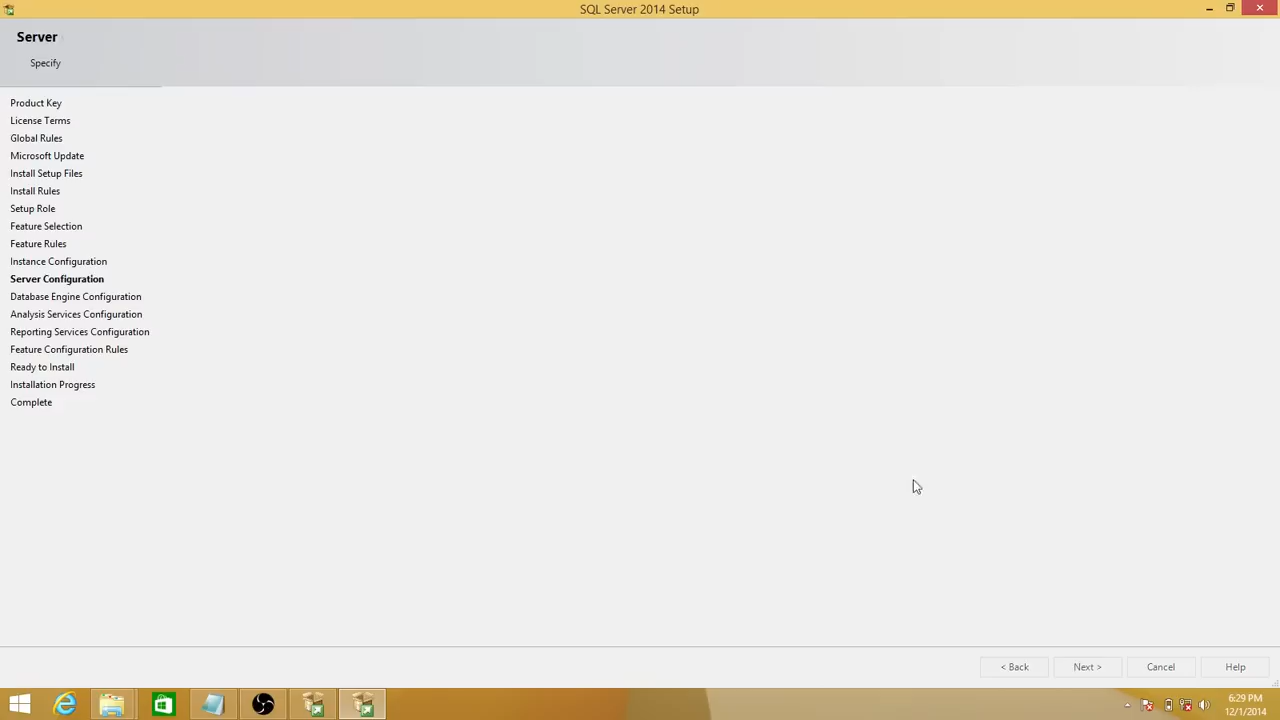 SQL Server 2014 Setup
Server
Specify
Product Key
License Terms
Global Rules
Microsoft Update
Install Setup Files
Install Rules
Setup Role
Feature Selection
Feature Rules
Instance Configuration
Server Configuration
Database Engine Configuration
Analysis Services Configuration
Reporting Services Configuration
Feature Configuration Rules
Ready to Install
Installation Progress
Complete
< Back Next > Cancel Help
6:29 PM
12/1/2014